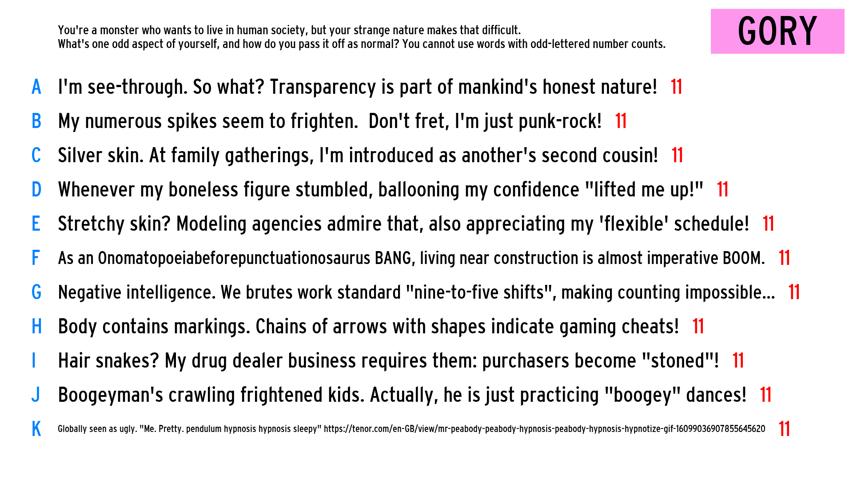 You're a monster who wants to live in human society, but your strange nature makes that difficult.
What's one odd aspect of yourself, and how do you pass it off as normal? You cannot use words with odd-lettered number counts.
GORY
A I'm see-through. So what? Transparency is part of mankind's honest nature! 11
B My numerous spikes seem to frighten. Don't fret, I'm just punk-rock! 11
C Silver skin. At family gatherings, I'm introduced as another's second cousin! 11
D Whenever my boneless figure stumbled, ballooning my confidence "lifted me up!" 11
E Stretchy skin? Modeling agencies admire that, also appreciating my 'flexible' schedule! 11
F As an Onomatopoeiabeforepunctuationosaurus BANG, living near construction is almost imperative BOOM. 11
G Negative intelligence. We brutes work standard "nine-to-five shifts", making counting impossible... 11
H Body contains markings. Chains of arrows with shapes indicate gaming cheats! 11
I Hair snakes? My drug dealer business requires them: purchasers become "stoned"! 11
J Boogeyman's crawling frightened kids. Actually, he is just practicing "boogey" dances! 11
K Globally seen as ugly. "Me. Pretty. pendulum hypnosis hypnosis sleepy" https://tenor.com/en-GB/view/mr-peabody-peabody-hypnosis-peabody-hypnosis-hypnotize-gif-16099036907855645620 11